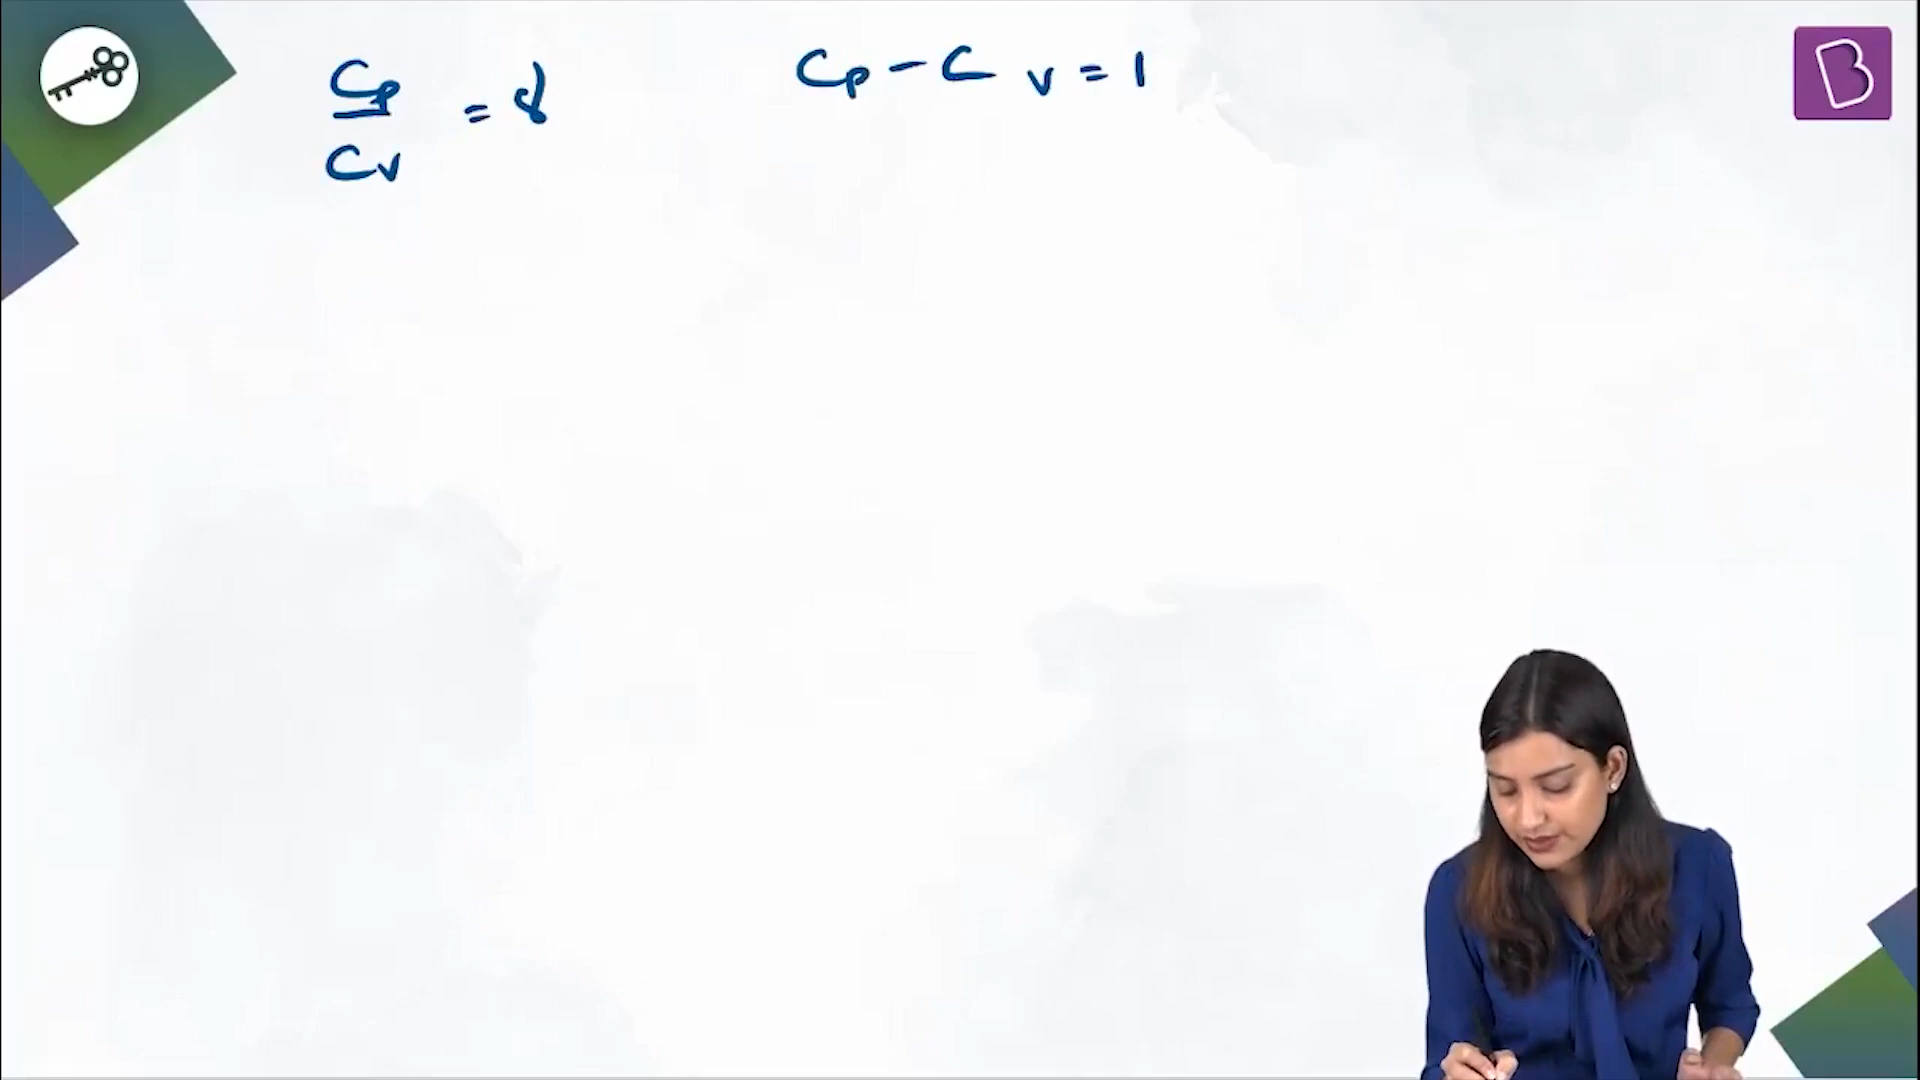 Cp/Cv = γ
Cp - Cv = 1
B